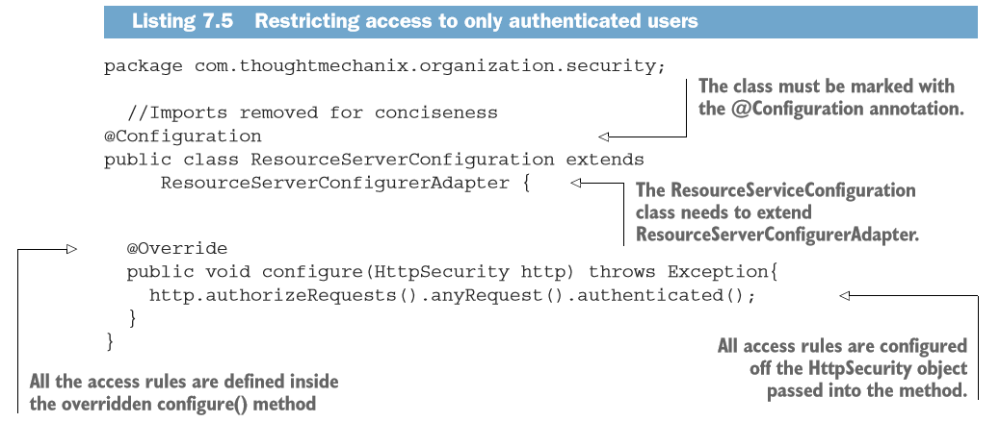 Listing 7.5 Restricting access to only authenticated users
package com.thoughtmechanix.organization.security;
The class must be marked with
the @Configuration annotation.
//Imports removed for conciseness
@Configuration
public class ResourceServerConfiguration extends
ResourceServerConfigurerAdapter {
The ResourceServiceConfiguration
class needs to extend
ResourceServerConfigurerAdapter.
@Override
public void configure(HttpSecurity http) throws Exception{
http.authorizeRequests().anyRequest().authenticated();
}
}
All access rules are configured
off the HttpSecurity object
passed into the method.
All the access rules are defined inside
the overridden configure() method